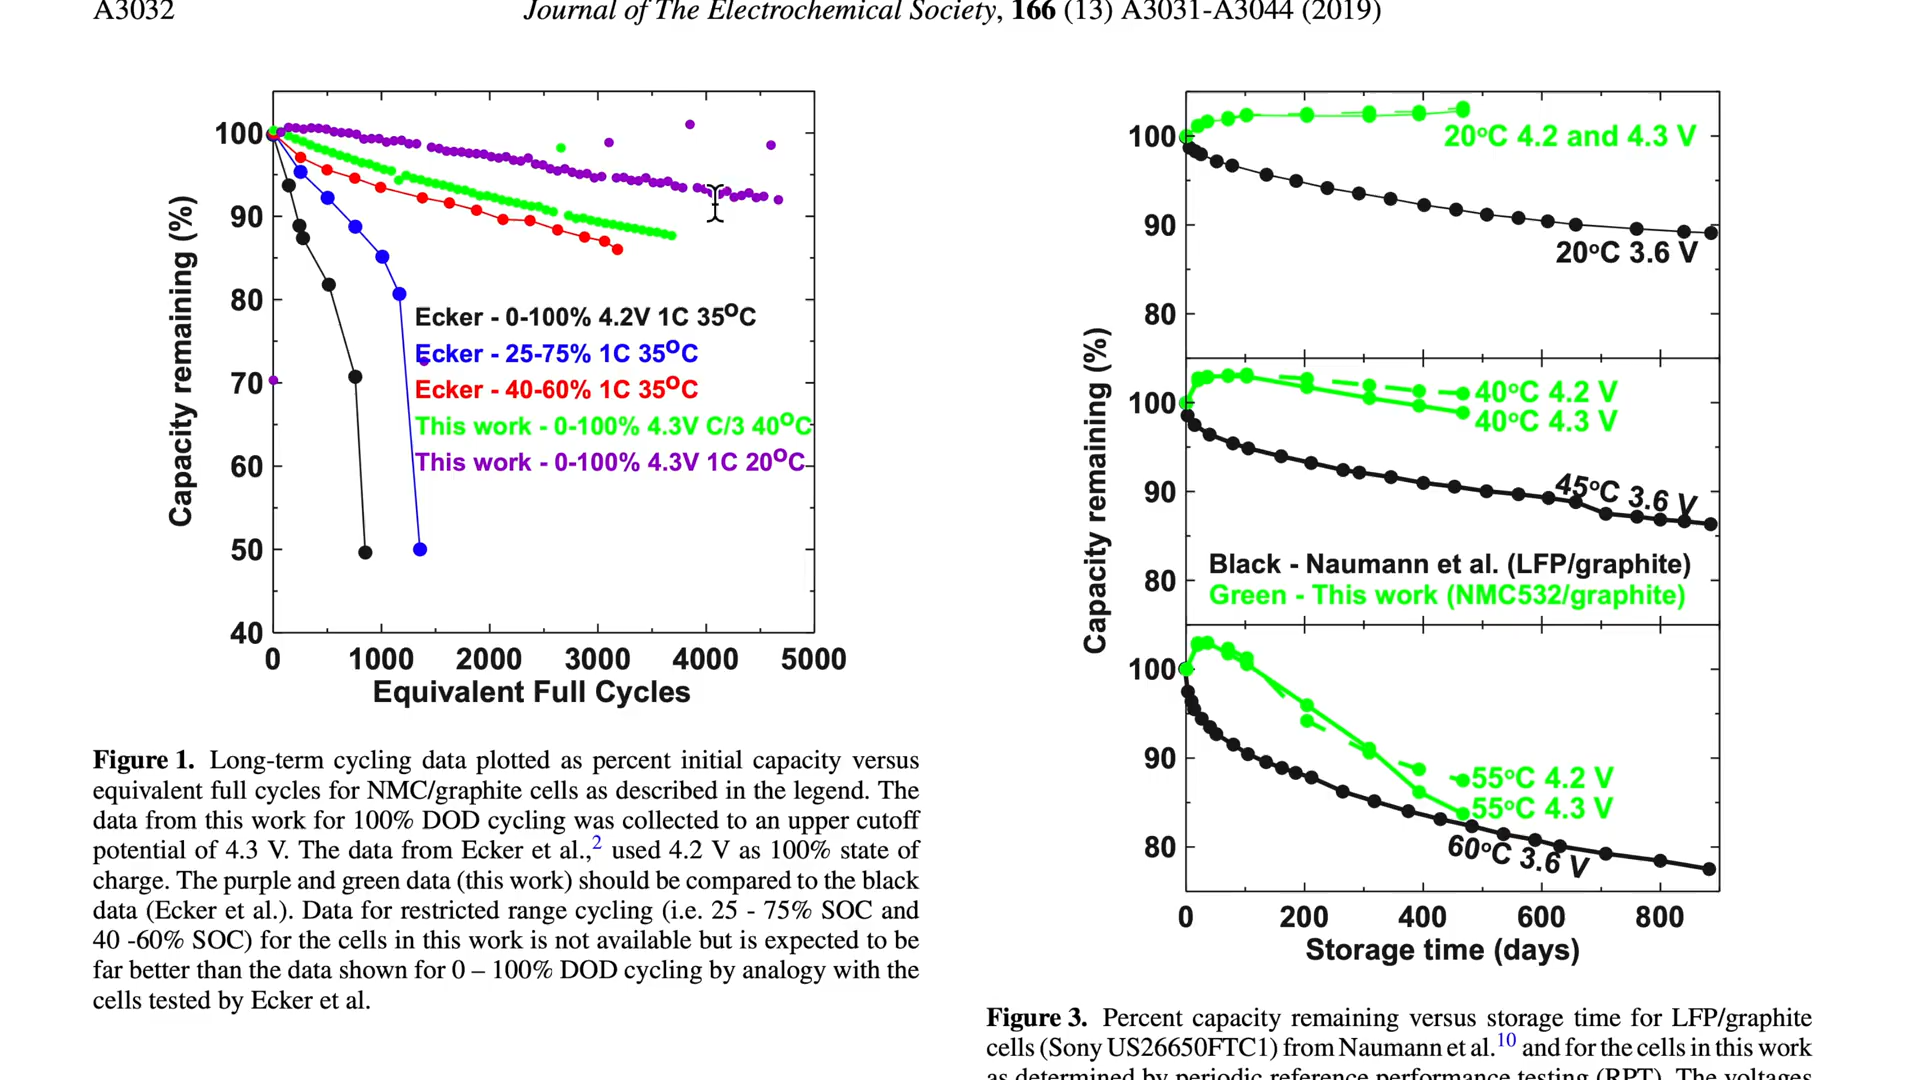 A3032
Journal of The Electrochemical Society, 166 (13) A3031-A3044 (2019)
100
90
80
70
60
50
40
0 1000 2000 3000 4000 5000
Equivalent Full Cycles
Capacity remaining (%)
Ecker - 0-100% 4.2V 1C 35°C
Ecker - 25-75% 1C 35°C
Ecker - 40-60% 1C 35°C
This work - 0-100% 4.3V C/3 40°C
This work - 0-100% 4.3V 1C 20°C
Figure 1. Long-term cycling data plotted as percent initial capacity versus
equivalent full cycles for NMC/graphite cells as described in the legend. The
data from this work for 100% DOD cycling was collected to an upper cutoff
potential of 4.3 V. The data from Ecker et al.,2 used 4.2 V as 100% state of
charge. The purple and green data (this work) should be compared to the black
data (Ecker et al.). Data for restricted range cycling (i.e. 25 - 75% SOC and
40 -60% SOC) for the cells in this work is not available but is expected to be
far better than the data shown for 0 – 100% DOD cycling by analogy with the
cells tested by Ecker et al.
Capacity remaining (%)
100
90
80
20°C 4.2 and 4.3 V
20°C 3.6 V
100
90
80
40°C 4.2 V
40°C 4.3 V
45°C 3.6 V
Black - Naumann et al. (LFP/graphite)
Green - This work (NMC532/graphite)
100
90
80
55°C 4.2 V
55°C 4.3 V
60°C 3.6 V
0 200 400 600 800
Storage time (days)
Figure 3. Percent capacity remaining versus storage time for LFP/graphite
cells (Sony US26650FTC1) from Naumann et al.10 and for the cells in this work
as determined by periodic reference performance testing (RPT). The voltages